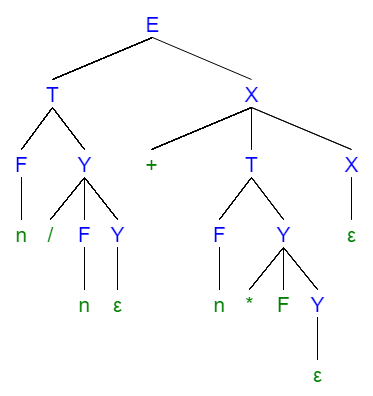 E
T X
F Y + T X
n / F Y F Y ε
n ε n * F Y
ε